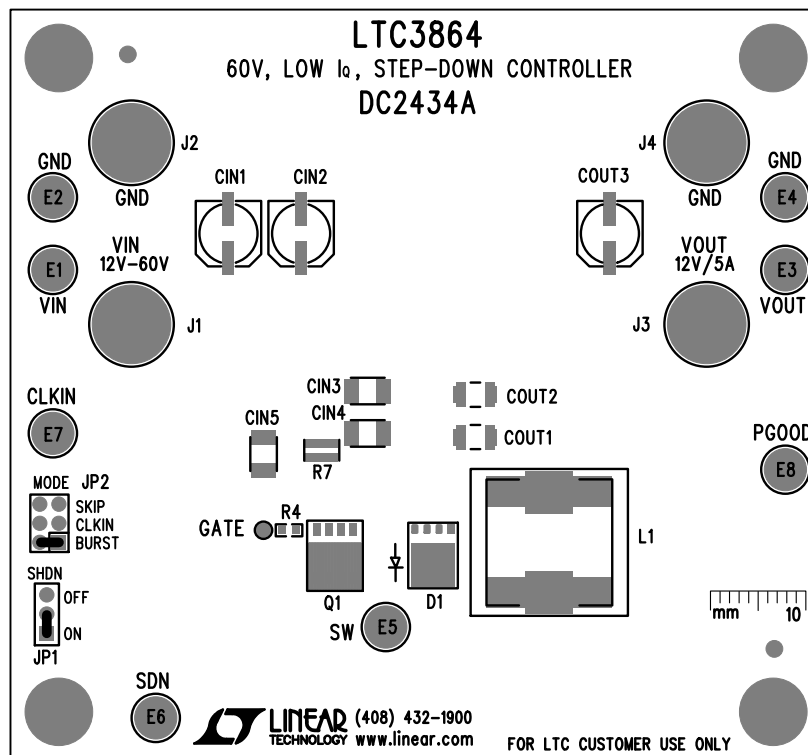 LTC3864
60V, LOW IQ, STEP-DOWN CONTROLLER
DC2434A
J2
J4
GND
E2
GND
CIN1
CIN2
COUT3
GND
GND
E4
VIN
12V-60V
E1
VIN
J1
VOUT
12V/5A
E3
VOUT
J3
CLKIN
E7
CIN3
CIN4
CIN5
R7
COUT2
COUT1
PGOOD
E8
MODE JP2
SKIP
CLKIN
BURST
GATE
R4
Q1
D1
L1
SHDN
OFF
ON
JP1
SW
E5
mm 10
SDN
E6
LT LINEAR
TECHNOLOGY
(408) 432-1900
www.linear.com
FOR LTC CUSTOMER USE ONLY